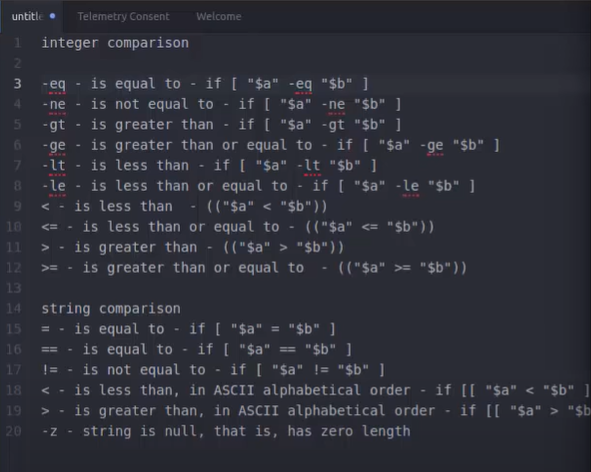 untitle Telemetry Consent Welcome
1 integer comparison
2
3 -eq - is equal to - if [ "$a" -eq "$b" ]
4 -ne - is not equal to - if [ "$a" -ne "$b" ]
5 -gt - is greater than - if [ "$a" -gt "$b" ]
6 -ge - is greater than or equal to - if [ "$a" -ge "$b" ]
7 -lt - is less than - if [ "$a" -lt "$b" ]
8 -le - is less than or equal to - if [ "$a" -le "$b" ]
9 < - is less than  - (("$a" < "$b"))
10 <= - is less than or equal to - (("$a" <= "$b"))
11 > - is greater than - (("$a" > "$b"))
12 >= - is greater than or equal to  - (("$a" >= "$b"))
13
14 string comparison
15 = - is equal to - if [ "$a" = "$b" ]
16 == - is equal to - if [ "$a" == "$b" ]
17 != - is not equal to - if [ "$a" != "$b" ]
18 < - is less than, in ASCII alphabetical order - if [[ "$a" < "$b" ]
19 > - is greater than, in ASCII alphabetical order - if [[ "$a" > "$b
20 -z - string is null, that is, has zero length